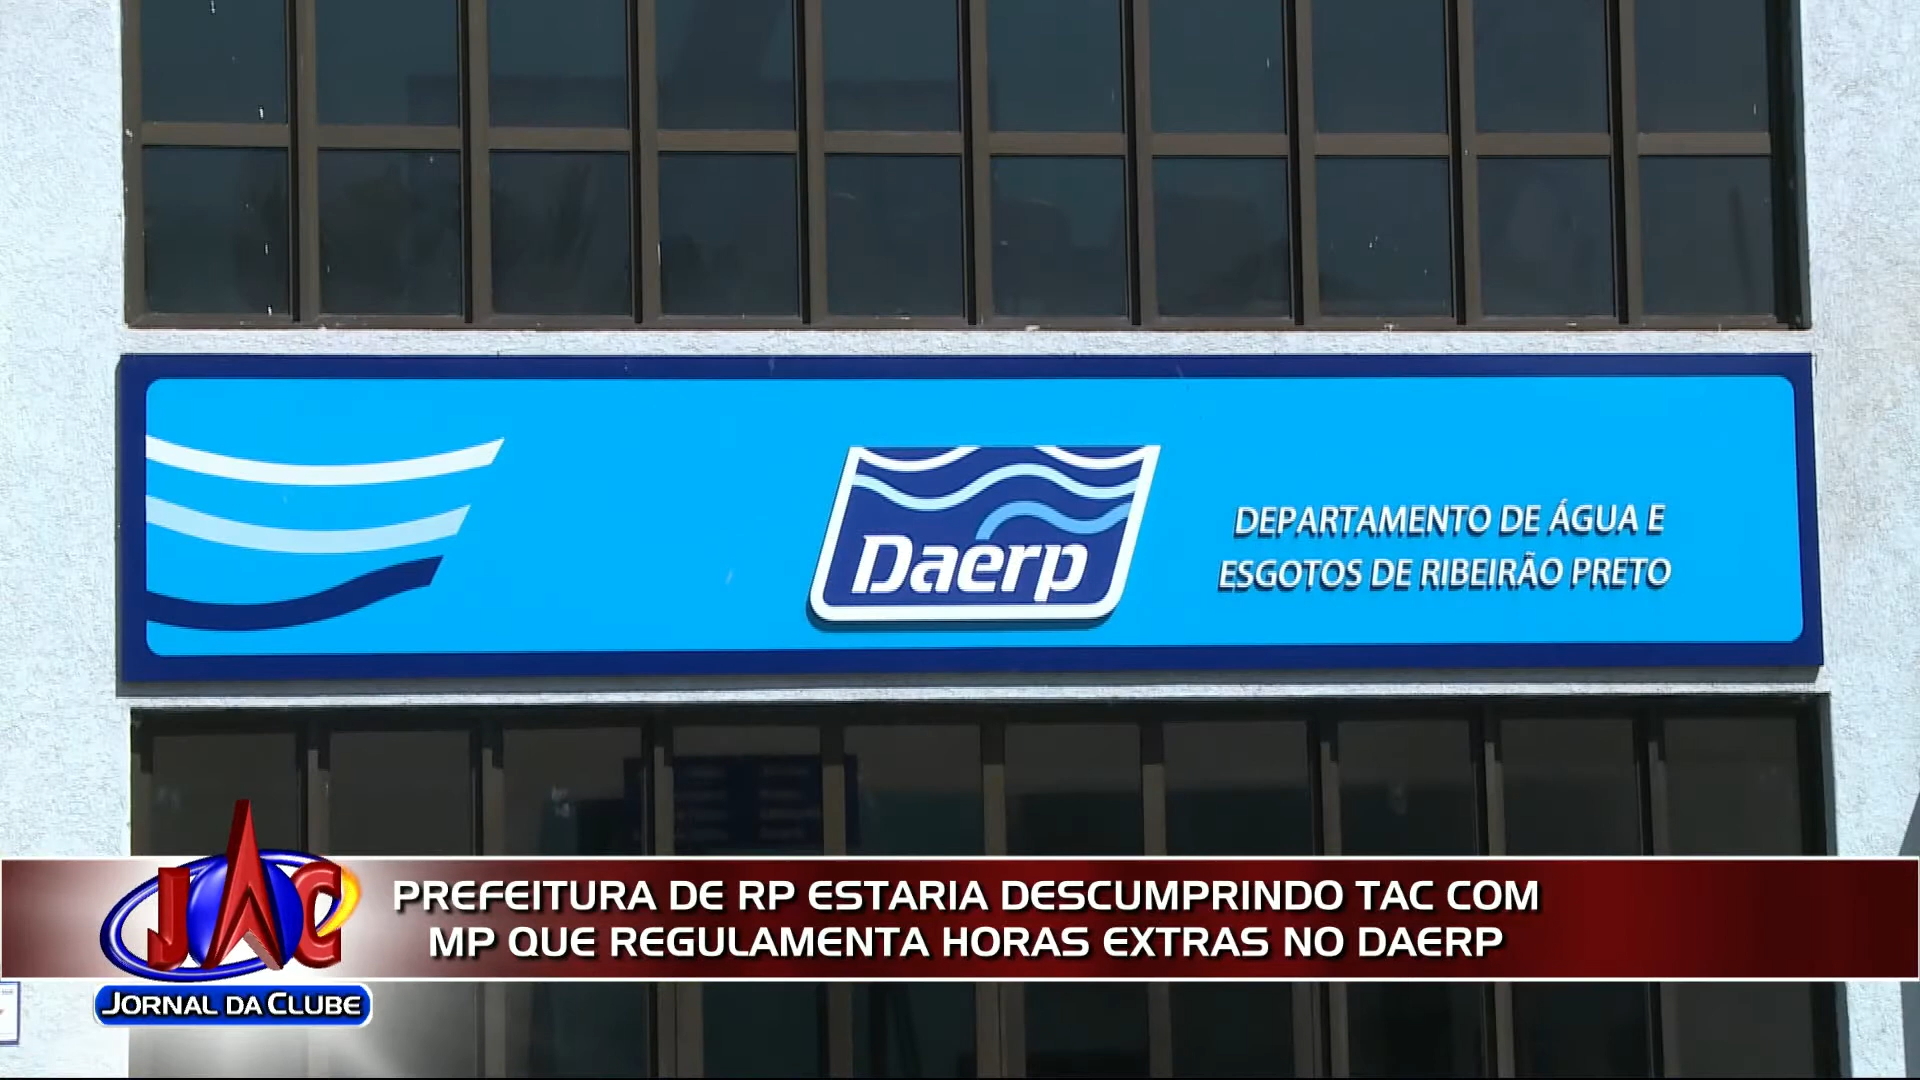 Daerp
DEPARTAMENTO DE ÁGUA E
ESGOTOS DE RIBEIRÃO PRETO
JAC
JORNAL DA CLUBE
PREFEITURA DE RP ESTARIA DESCUMPRINDO TAC COM
MP QUE REGULAMENTA HORAS EXTRAS NO DAERP